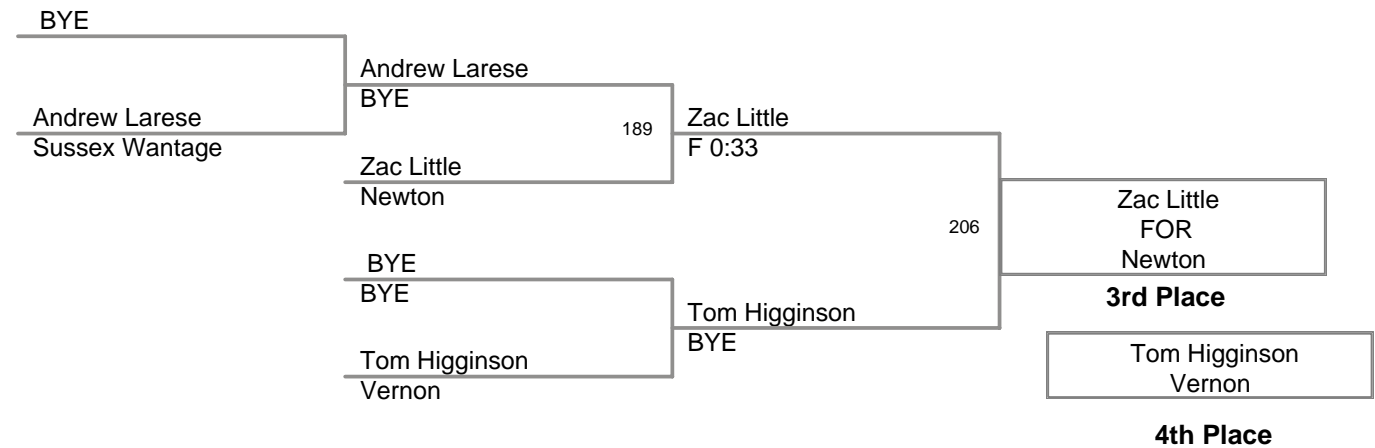 BYE
Andrew Larese
Sussex Wantage
Andrew Larese
BYE
Zac Little
Newton
189
Zac Little
F 0:33
BYE
BYE
Tom Higginson
Vernon
Tom Higginson
BYE
206
Zac Little
FOR
Newton
3rd Place
Tom Higginson
Vernon
4th Place